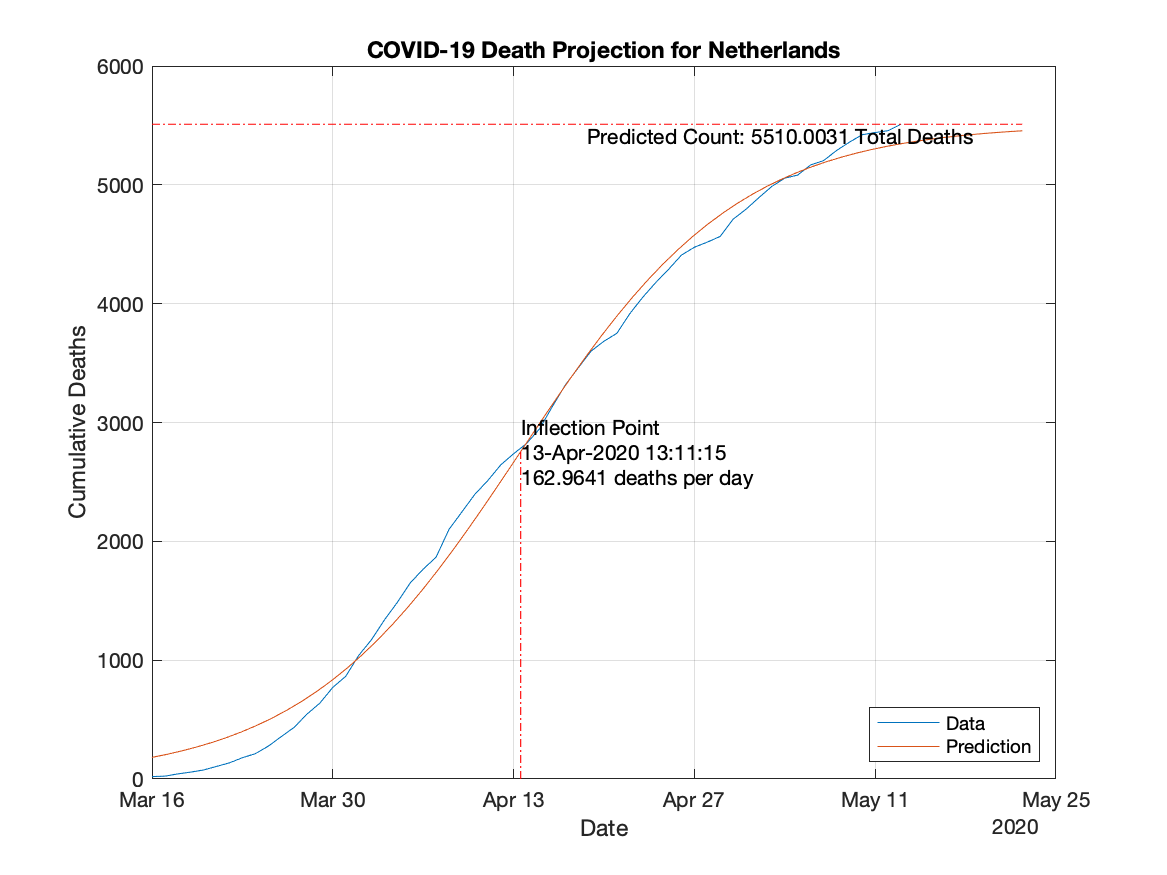 COVID-19 Death Projection for Netherlands
6000
Predicted Count: 5510.0031 Total Deaths
5000
4000
3000
Inflection Point
13-Apr-2020 13:11:15
162.9641 deaths per day
2000
1000
0
Cumulative Deaths
Data
Prediction
Mar 16 Mar 30 Apr 13 Apr 27 May 11 May 25
Date
2020